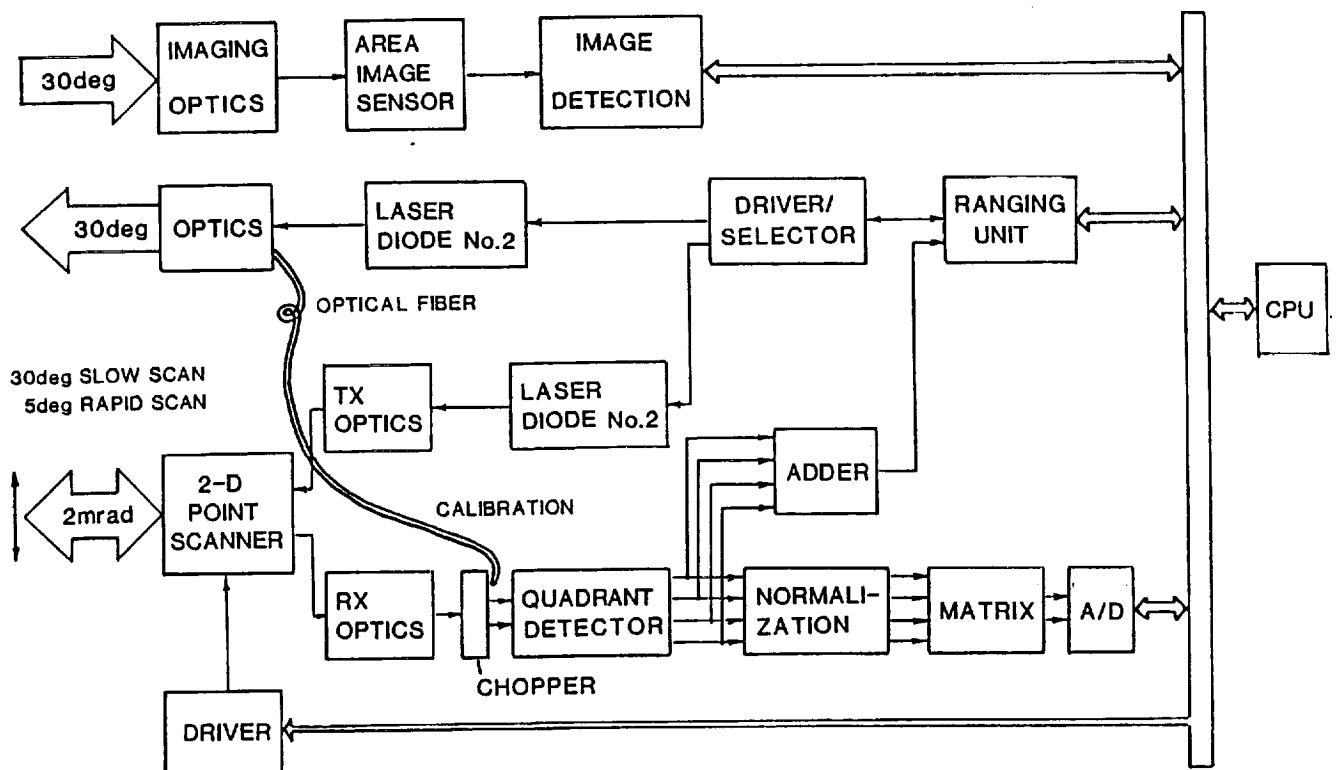 30deg
IMAGING
OPTICS
AREA
IMAGE
SENSOR
IMAGE
DETECTION
30deg
OPTICS
LASER
DIODE No.2
DRIVER/
SELECTOR
RANGING
UNIT
CPU
OPTICAL FIBER
30deg SLOW SCAN
5deg RAPID SCAN
TX
OPTICS
LASER
DIODE No.2
ADDER
2mrad
2-D
POINT
SCANNER
CALIBRATION
RX
OPTICS
QUADRANT
DETECTOR
NORMALI-
ZATION
MATRIX
A/D
CHOPPER
DRIVER